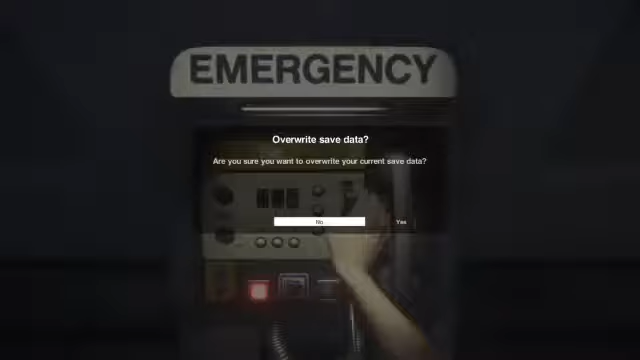 EMERGENCY
Overwrite save data?
Are you sure you want to overwrite your current save data?
No Yes